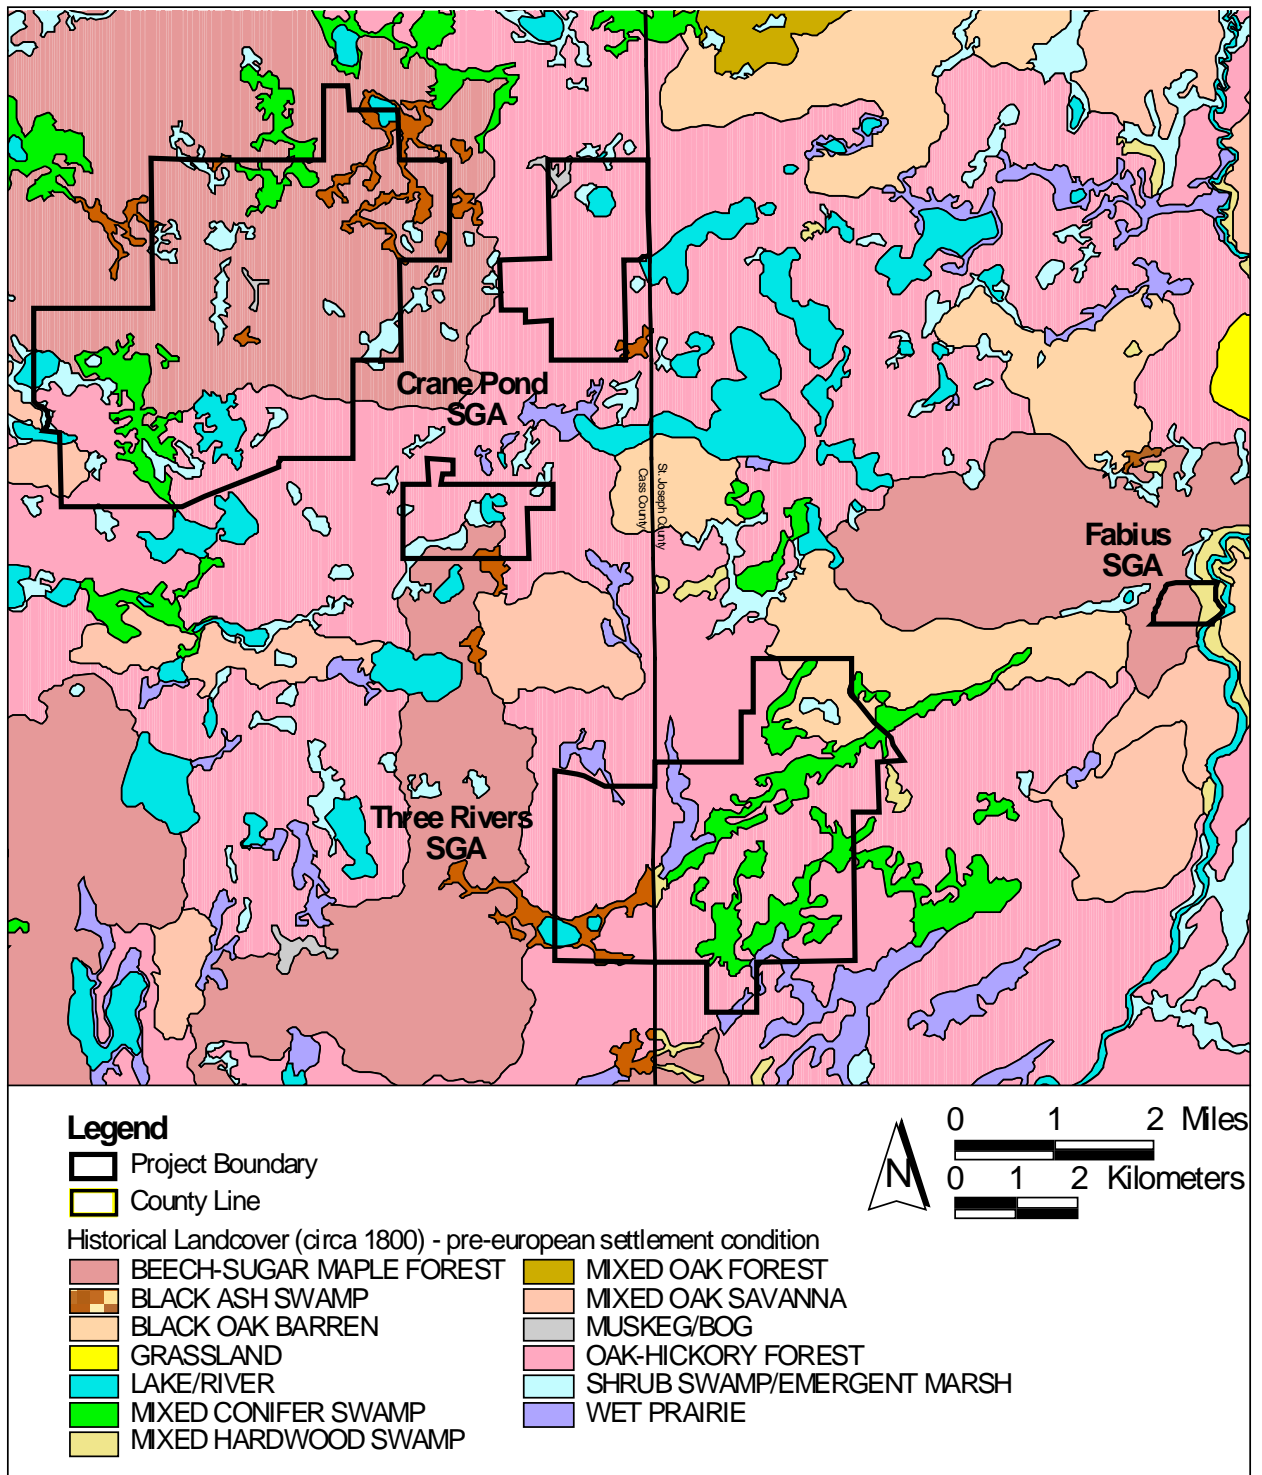 Crane Pond
SGA
St. Joseph County
Cass County
Fabius
SGA
Three Rivers
SGA
Legend
Project Boundary
County Line
Historical Landcover (circa 1800) - pre-european settlement condition
BEECH-SUGAR MAPLE FOREST
BLACK ASH SWAMP
BLACK OAK BARREN
GRASSLAND
LAKE/RIVER
MIXED CONIFER SWAMP
MIXED HARDWOOD SWAMP
MIXED OAK FOREST
MIXED OAK SAVANNA
MUSKEG/BOG
OAK-HICKORY FOREST
SHRUB SWAMP/EMERGENT MARSH
WET PRAIRIE
N
0 1 2 Miles
0 1 2 Kilometers